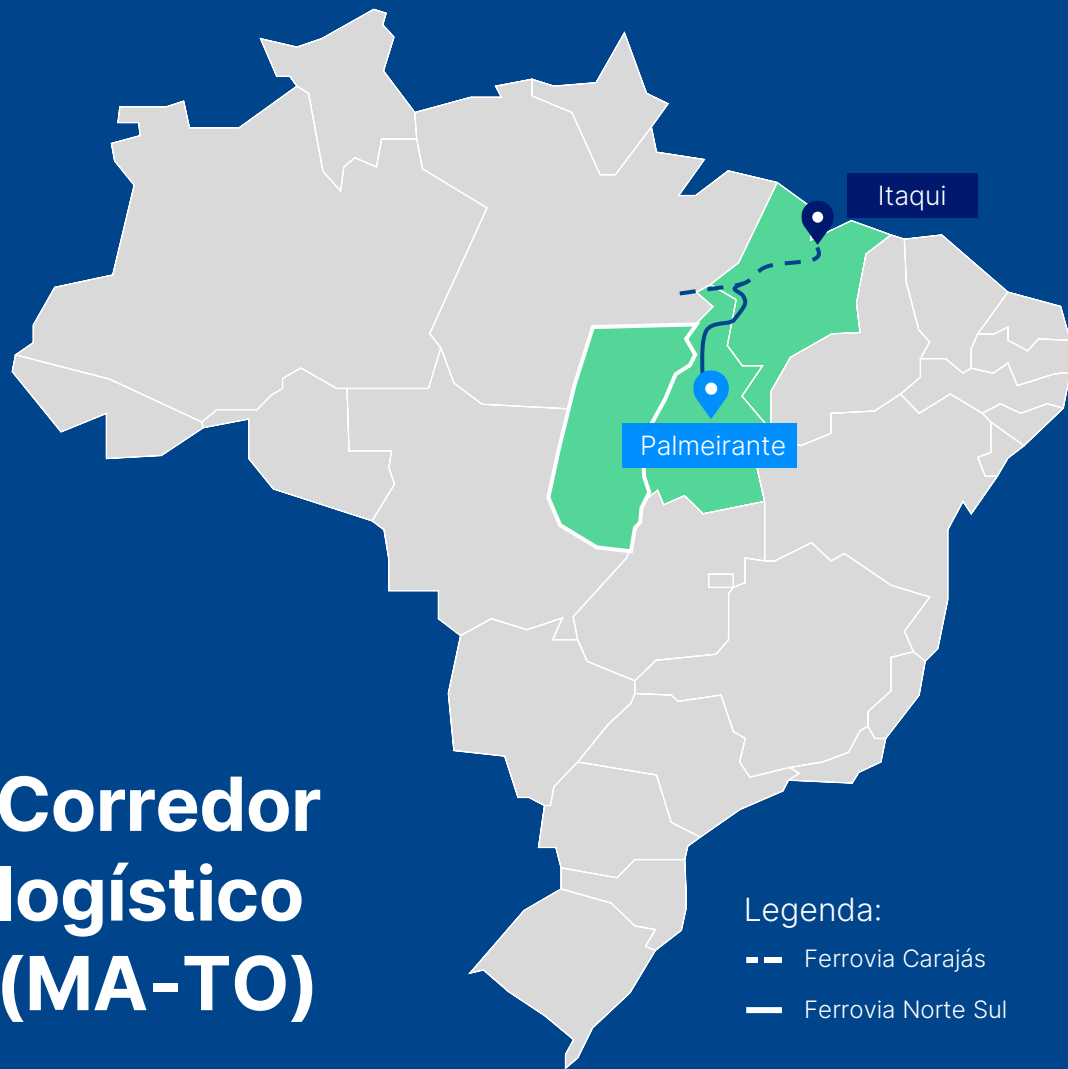 Itaqui
Palmeirante
Corredor
logístico
(MA-TO)
Legenda:
Ferrovia Carajás
Ferrovia Norte Sul